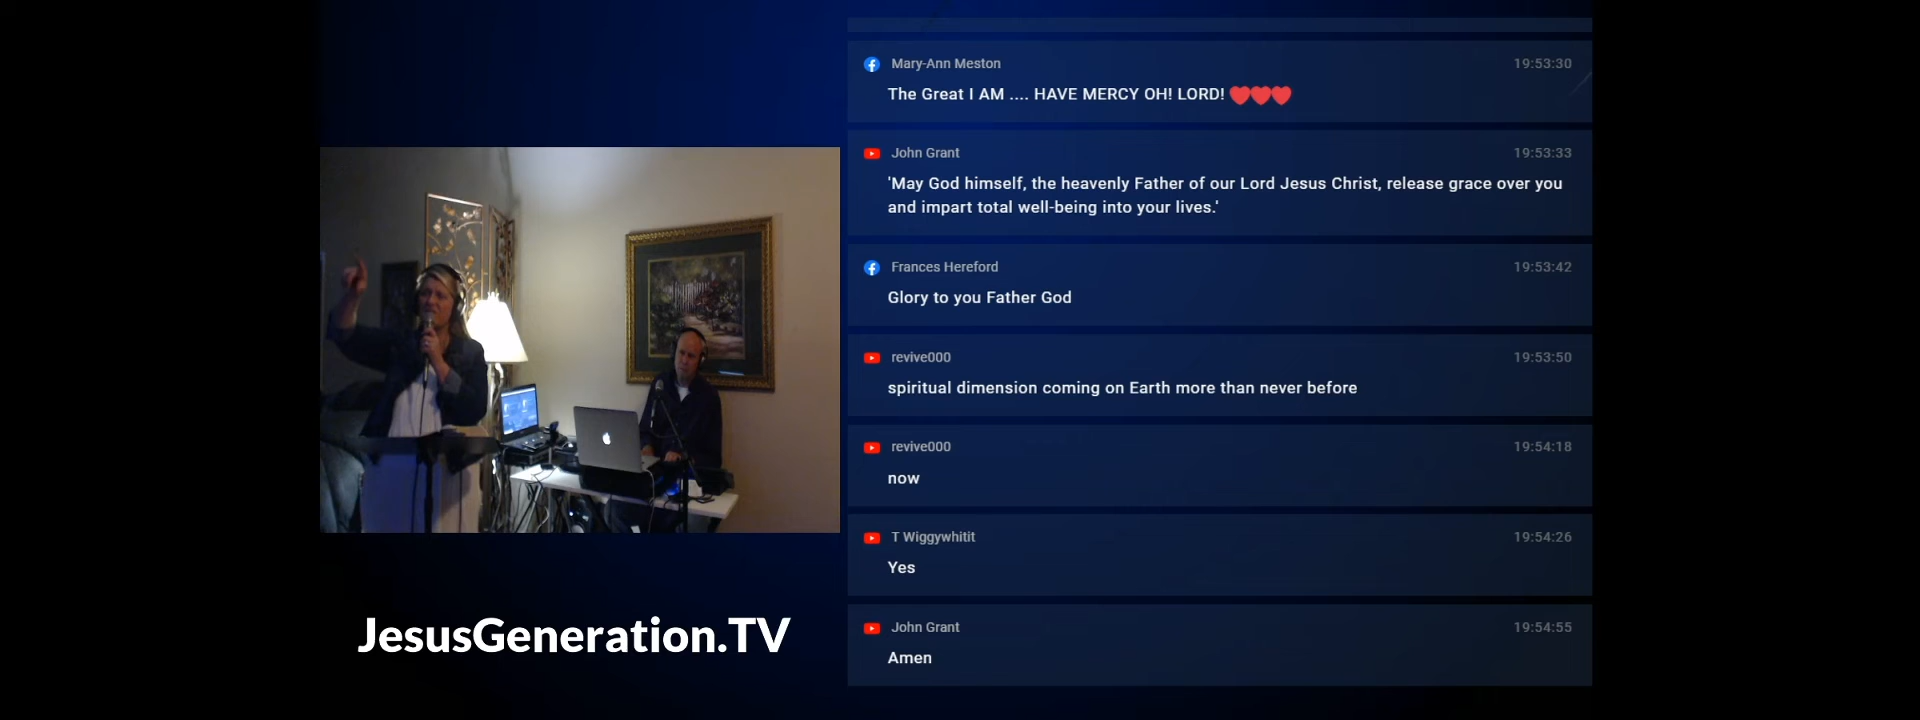 Mary-Ann Meston 19:53:30
The Great I AM .... HAVE MERCY OH! LORD! ❤❤❤
John Grant 19:53:33
'May God himself, the heavenly Father of our Lord Jesus Christ, release grace over you
and impart total well-being into your lives.'
Frances Hereford 19:53:42
Glory to you Father God
revive000 19:53:50
spiritual dimension coming on Earth more than never before
revive000 19:54:18
now
T Wiggywhitit 19:54:26
Yes
John Grant 19:54:55
Amen
JesusGeneration.TV